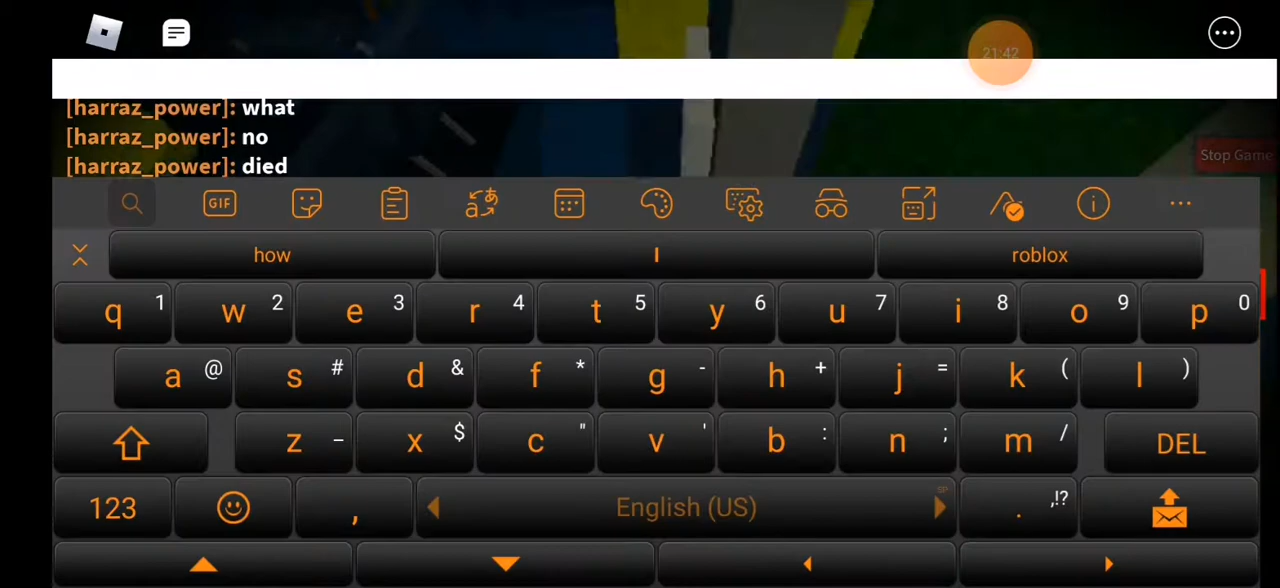 21:42
[harraz_power]: what
[harraz_power]: no
[harraz_power]: died
Stop Game
GIF
how I roblox
q 1 w 2 e 3 r 4 t 5 y 6 u 7 i 8 o 9 p 0
a @ s # d & f * g - h + j = k ( l )
z _ x $ c " v ' b : n ; m / DEL
123 , English (US) . ,!?